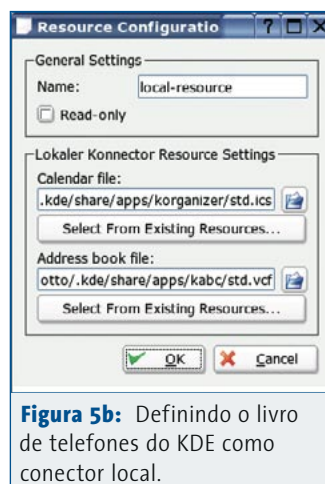 Resource Configuratio
General Settings
Name:
local-resource
Read-only
Lokaler Konnector Resource Settings
Calendar file:
.kde/share/apps/korganizer/std.ics
Select From Existing Resources...
Address book file:
otto/.kde/share/apps/kabc/std.vcf
Select From Existing Resources...
OK
Cancel
Figura 5b: Definindo o livro
de telefones do KDE como
conector local.